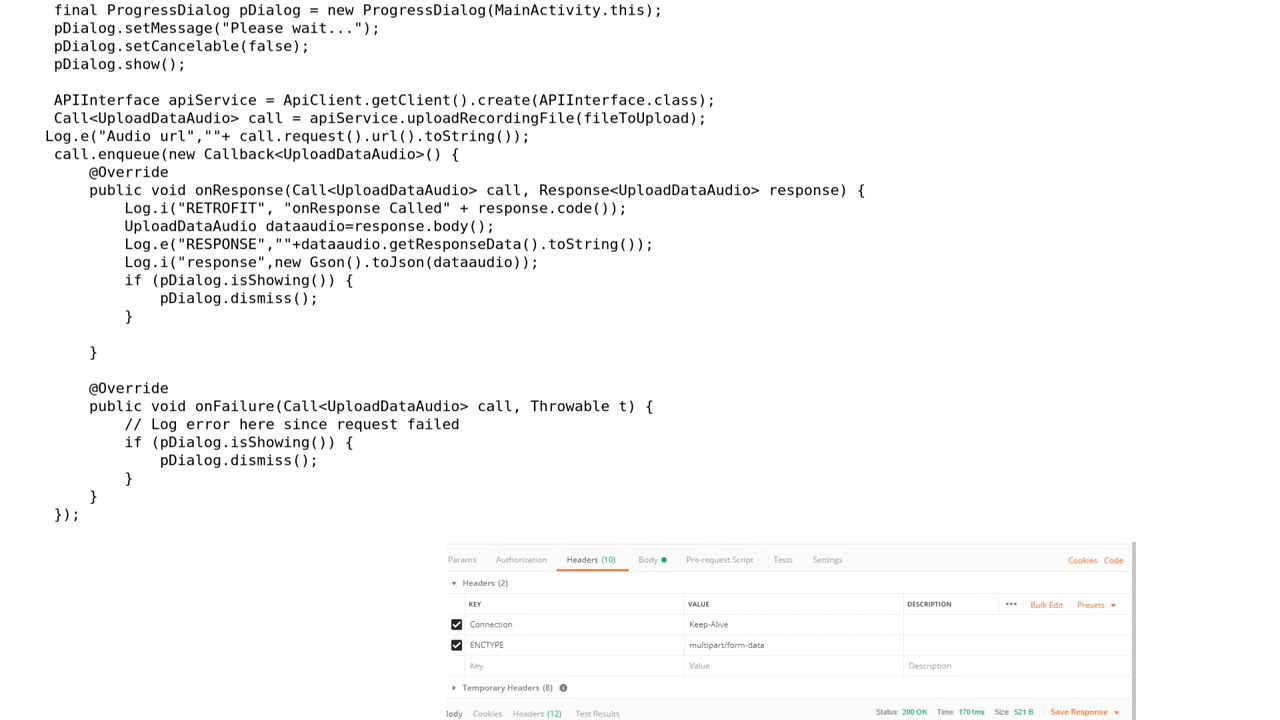 final ProgressDialog pDialog = new ProgressDialog(MainActivity.this);
pDialog.setMessage("Please wait...");
pDialog.setCancelable(false);
pDialog.show();
APIInterface apiService = ApiClient.getClient().create(APIInterface.class);
Call<UploadDataAudio> call = apiService.uploadRecordingFile(fileToUpload);
Log.e("Audio url",""+ call.request().url().toString());
call.enqueue(new Callback<UploadDataAudio>() {
@Override
public void onResponse(Call<UploadDataAudio> call, Response<UploadDataAudio> response) {
Log.i("RETROFIT", "onResponse Called" + response.code());
UploadDataAudio dataaudio=response.body();
Log.e("RESPONSE",""+dataaudio.getResponseData().toString());
Log.i("response",new Gson().toJson(dataaudio));
if (pDialog.isShowing()) {
pDialog.dismiss();
}
}
@Override
public void onFailure(Call<UploadDataAudio> call, Throwable t) {
// Log error here since request failed
if (pDialog.isShowing()) {
pDialog.dismiss();
}
}
});
Params Authorization Headers (10) Body Pre-request Script Tests Settings Cookies Code
Headers (2)
KEY VALUE DESCRIPTION ••• Bulk Edit Presets
Connection Keep-Alive
ENCTYPE multipart/form-data
Key Value Description
Temporary Headers (8)
Body Cookies Headers (12) Test Results Status: 200 OK Time: 1701ms Size: 521 B Save Response